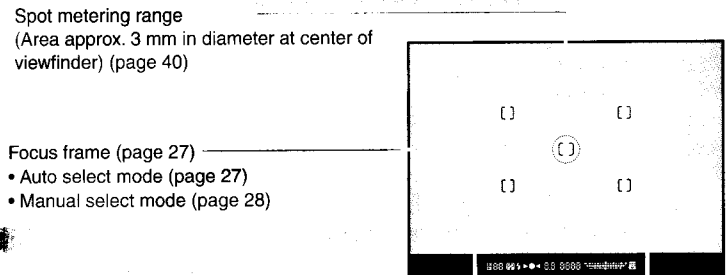 Spot metering range
(Area approx. 3 mm in diameter at center of
viewfinder) (page 40)
Focus frame (page 27)
• Auto select mode (page 27)
• Manual select mode (page 28)
[ ] [ ]
[ ]
[ ] [ ]